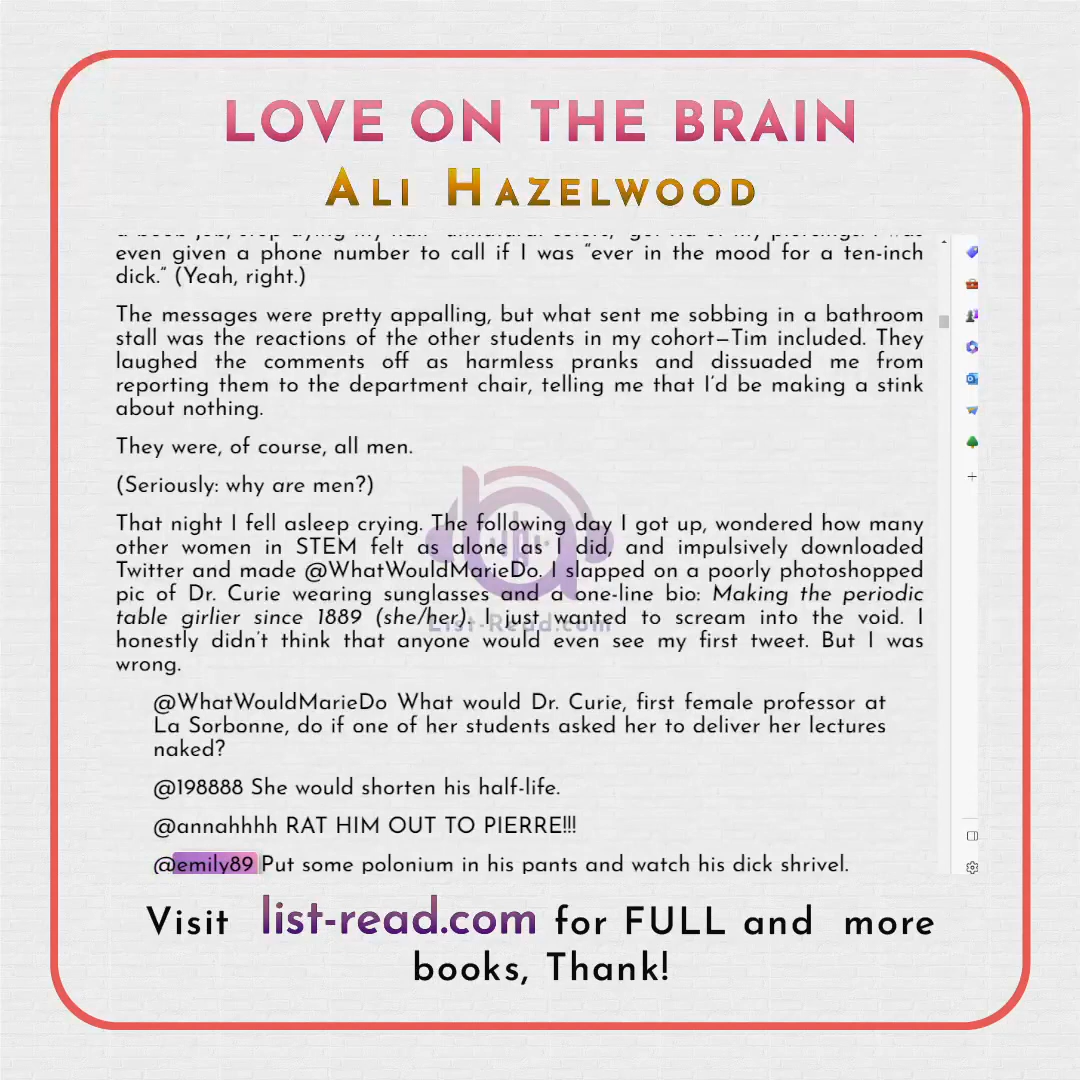 LOVE ON THE BRAIN
ALI HAZELWOOD
even given a phone number to call if I was “ever in the mood for a ten-inch
dick.” (Yeah, right.)
The messages were pretty appalling, but what sent me sobbing in a bathroom
stall was the reactions of the other students in my cohort—Tim included. They
laughed the comments off as harmless pranks and dissuaded me from
reporting them to the department chair, telling me that I’d be making a stink
about nothing.
They were, of course, all men.
(Seriously: why are men?)
That night I fell asleep crying. The following day I got up, wondered how many
other women in STEM felt as alone as I did, and impulsively downloaded
Twitter and made @WhatWouldMarieDo. I slapped on a poorly photoshopped
pic of Dr. Curie wearing sunglasses and a one-line bio: Making the periodic
table girlier since 1889 (she/her). I just wanted to scream into the void. I
List-Read.com
honestly didn’t think that anyone would even see my first tweet. But I was
wrong.
@WhatWouldMarieDo What would Dr. Curie, first female professor at
La Sorbonne, do if one of her students asked her to deliver her lectures
naked?
@198888 She would shorten his half-life.
@annahhhh RAT HIM OUT TO PIERRE!!!
@emily89 Put some polonium in his pants and watch his dick shrivel.
Visit list-read.com for FULL and more
books, Thank!